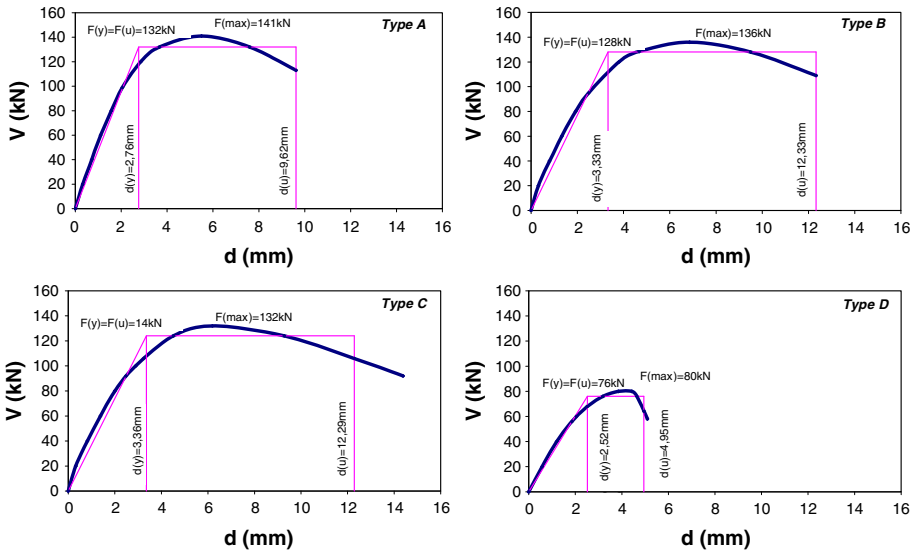 Type A
F(y)=F(u)=132kN
F(max)=141kN
V (kN)
160
140
120
100
80
60
40
20
0
d(y)=2,76mm
d(u)=9,62mm
0 2 4 6 8 10 12 14 16
d (mm)
Type B
F(y)=F(u)=128kN
F(max)=136kN
V (kN)
160
140
120
100
80
60
40
20
0
d(y)=3,33mm
d(u)=12,33mm
0 2 4 6 8 10 12 14 16
d (mm)
Type C
F(y)=F(u)=14kN
F(max)=132kN
V (kN)
160
140
120
100
80
60
40
20
0
d(y)=3,36mm
d(u)=12,29mm
0 2 4 6 8 10 12 14 16
d (mm)
Type D
F(y)=F(u)=76kN
F(max)=80kN
V (kN)
160
140
120
100
80
60
40
20
0
d(y)=2,52mm
d(u)=4,95mm
0 2 4 6 8 10 12 14 16
d (mm)